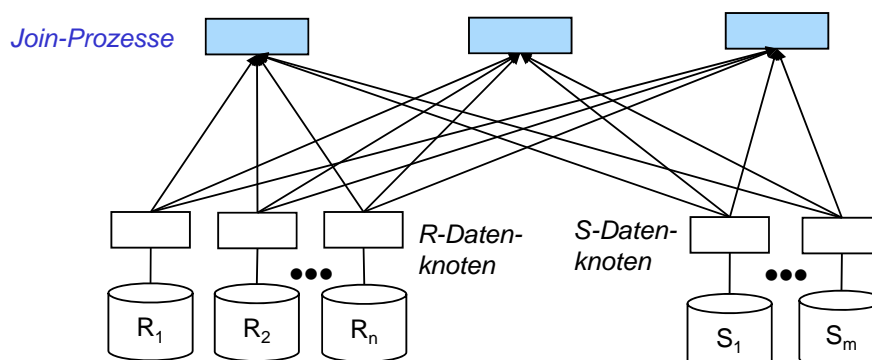 Join-Prozesse
R-Daten-
knoten
S-Daten-
knoten
R1
R2
Rn
S1
Sm